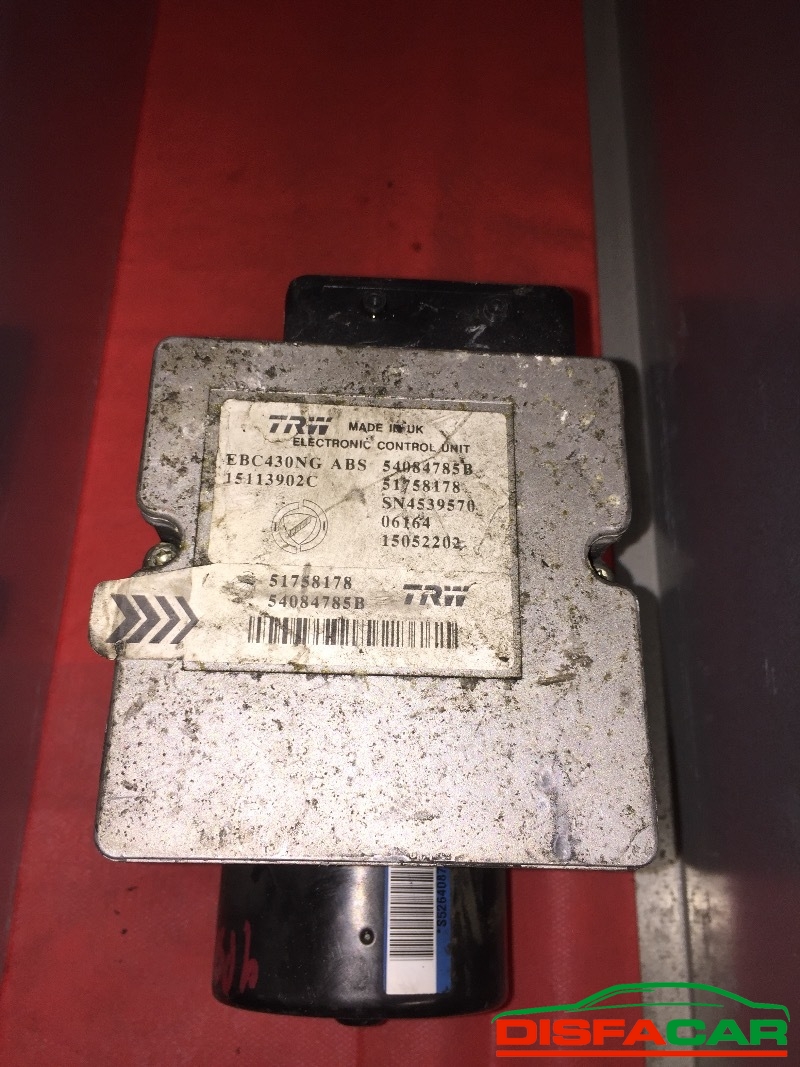 TRW MADE IN UK
ELECTRONIC CONTROL UNIT
EBC430NG ABS 54084785B
15113902C 51758178
SN4539570
06164
15052202
51758178
54084785B TRW
*S5264087
DISFACAR